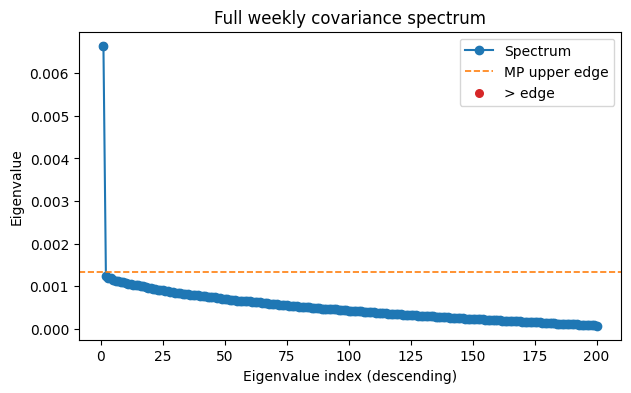 Full weekly covariance spectrum
Spectrum
MP upper edge
> edge
Eigenvalue
0.006
0.005
0.004
0.003
0.002
0.001
0.000
0 25 50 75 100 125 150 175 200
Eigenvalue index (descending)